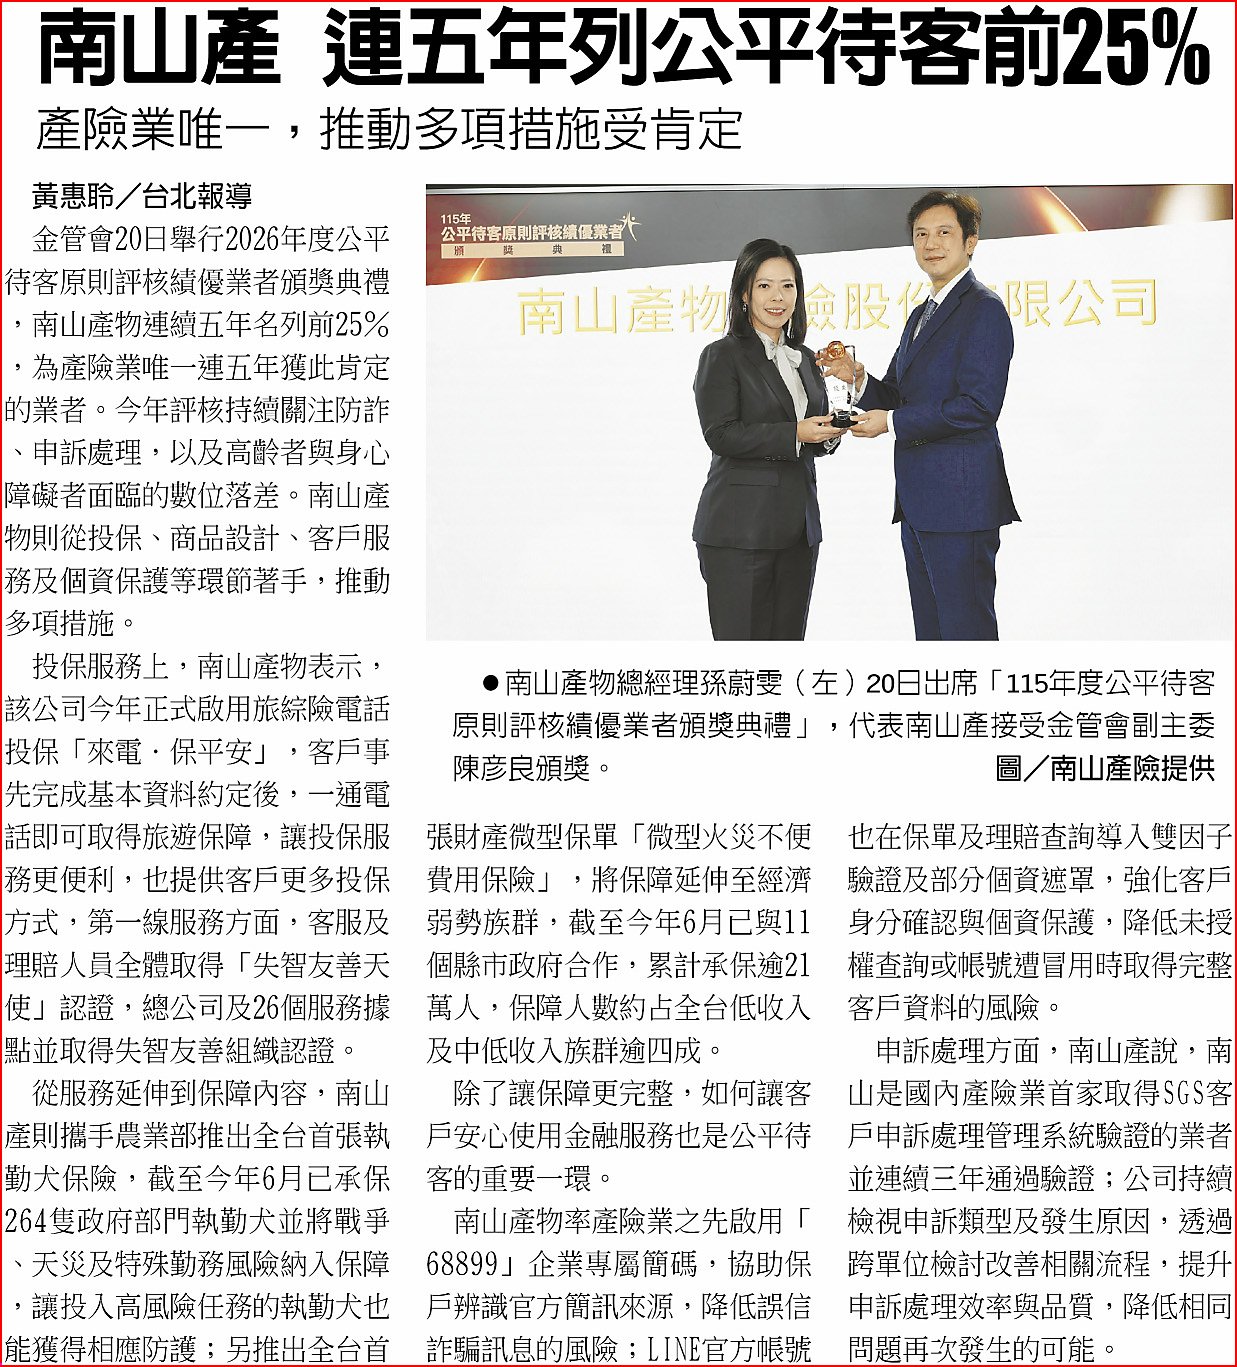 南山產 連五年列公平待客前25%
產險業唯一，推動多項措施受肯定
黃惠聆／台北報導
金管會20日舉行2026年度公平
待客原則評核績優業者頒獎典禮
，南山產物連續五年名列前25%
，為產險業唯一連五年獲此肯定
的業者。今年評核持續關注防詐
、申訴處理，以及高齡者與身心
障礙者面臨的數位落差。南山產
物則從投保、商品設計、客戶服
務及個資保護等環節著手，推動
多項措施。
投保服務上，南山產物表示，
該公司今年正式啟用旅綜險電話
投保「來電．保平安」，客戶事
先完成基本資料約定後，一通電
話即可取得旅遊保障，讓投保服
務更便利，也提供客戶更多投保
方式，第一線服務方面，客服及
理賠人員全體取得「失智友善天
使」認證，總公司及26個服務據
點並取得失智友善組織認證。
從服務延伸到保障內容，南山
產則攜手農業部推出全台首張執
勤犬保險，截至今年6月已承保
264隻政府部門執勤犬並將戰爭
、天災及特殊勤務風險納入保障
，讓投入高風險任務的執勤犬也
能獲得相應防護；另推出全台首
115年
公平待客原則評核績優業者
頒獎典禮
南山產物 險股份有限公司
●南山產物總經理孫蔚雯（左）20日出席「115年度公平待客
原則評核績優業者頒獎典禮」，代表南山產接受金管會副主委
陳彥良頒獎。 圖／南山產險提供
張財產微型保單「微型火災不便
費用保險」，將保障延伸至經濟
弱勢族群，截至今年6月已與11
個縣市政府合作，累計承保逾21
萬人，保障人數約占全台低收入
及中低收入族群逾四成。
除了讓保障更完整，如何讓客
戶安心使用金融服務也是公平待
客的重要一環。
南山產物率產險業之先啟用「
68899」企業專屬簡碼，協助保
戶辨識官方簡訊來源，降低誤信
詐騙訊息的風險；LINE官方帳號
也在保單及理賠查詢導入雙因子
驗證及部分個資遮罩，強化客戶
身分確認與個資保護，降低未授
權查詢或帳號遭冒用時取得完整
客戶資料的風險。
申訴處理方面，南山產說，南
山是國內產險業首家取得SGS客
戶申訴處理管理系統驗證的業者
並連續三年通過驗證；公司持續
檢視申訴類型及發生原因，透過
跨單位檢討改善相關流程，提升
申訴處理效率與品質，降低相同
問題再次發生的可能。